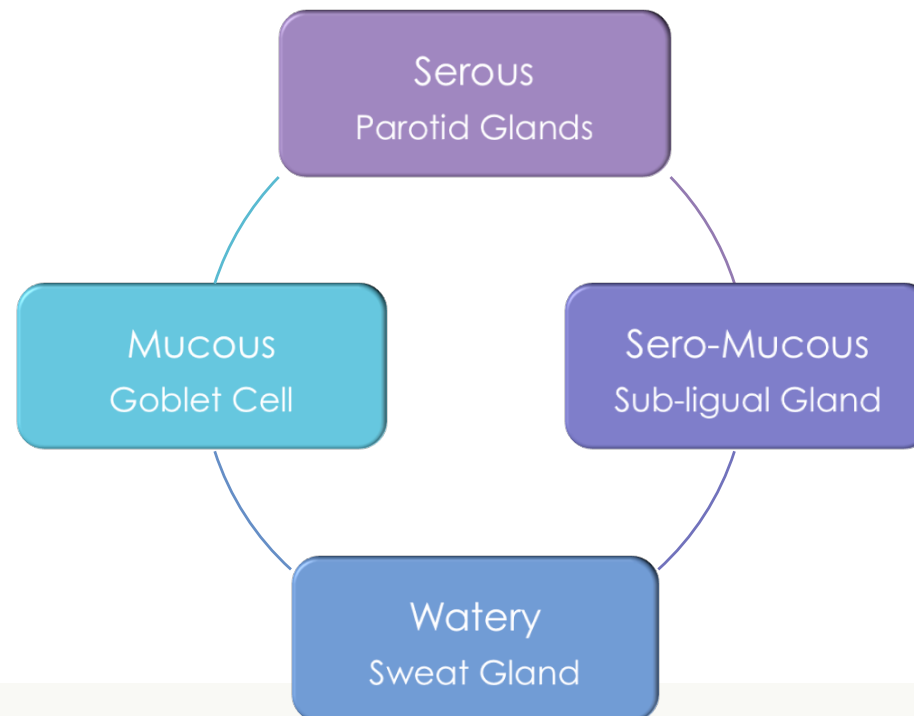 Serous
Parotid Glands
Mucous
Goblet Cell
Sero-Mucous
Sub-ligual Gland
Watery
Sweat Gland